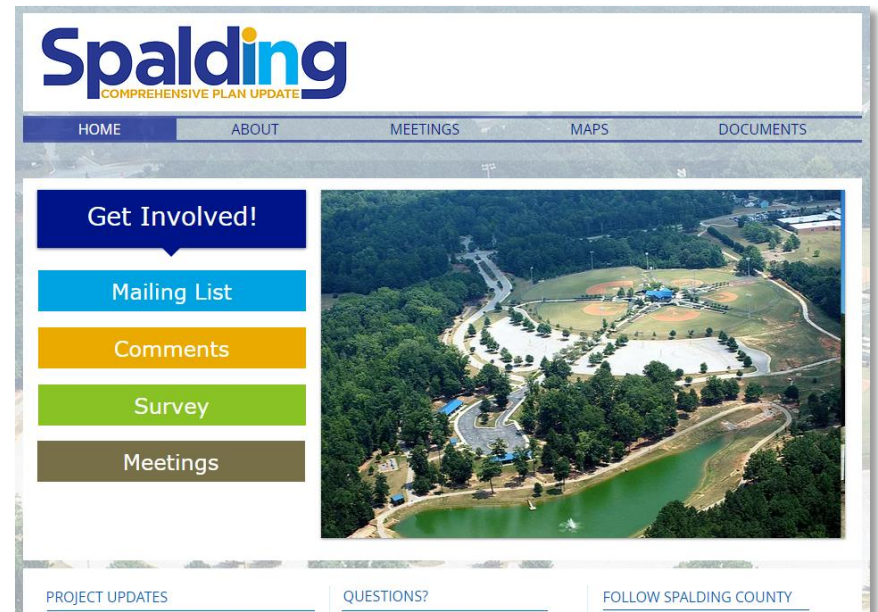 Spalding
COMPREHENSIVE PLAN UPDATE
HOME ABOUT MEETINGS MAPS DOCUMENTS
Get Involved!
Mailing List
Comments
Survey
Meetings
PROJECT UPDATES QUESTIONS? FOLLOW SPALDING COUNTY